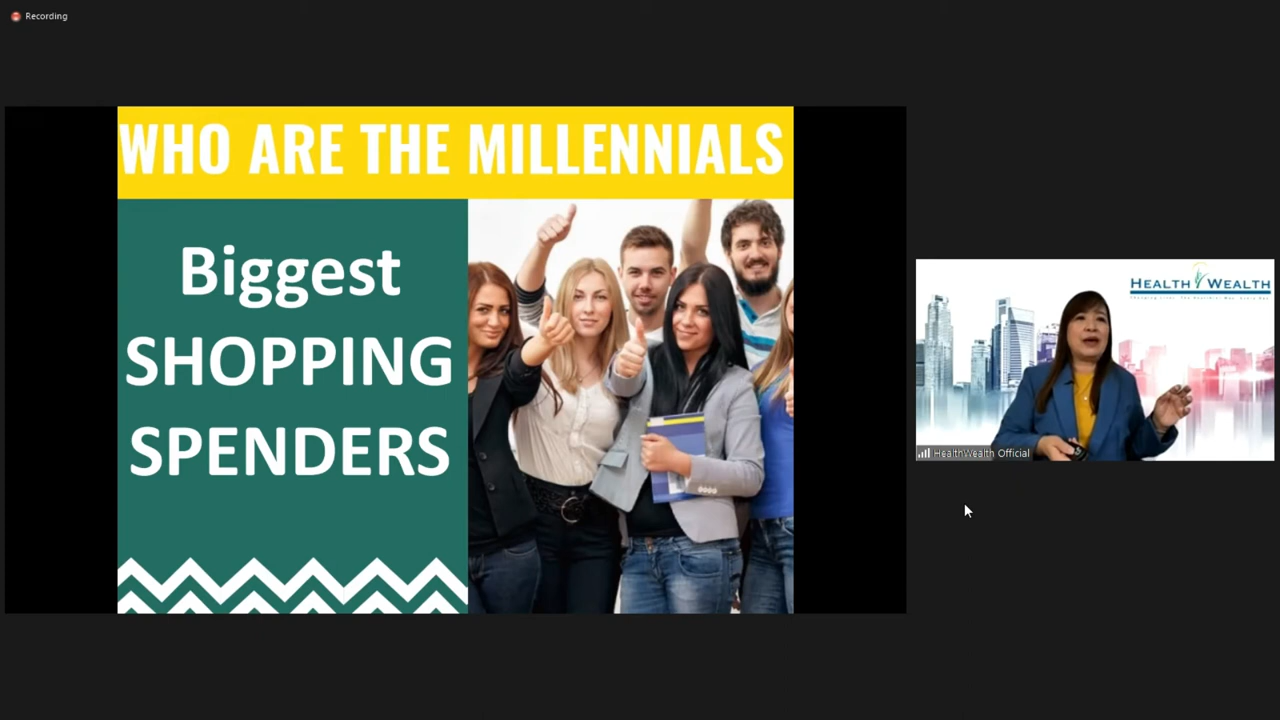 Recording
WHO ARE THE MILLENNIALS
Biggest
SHOPPING
SPENDERS
HEALTH WEALTH
HealthWealth Official